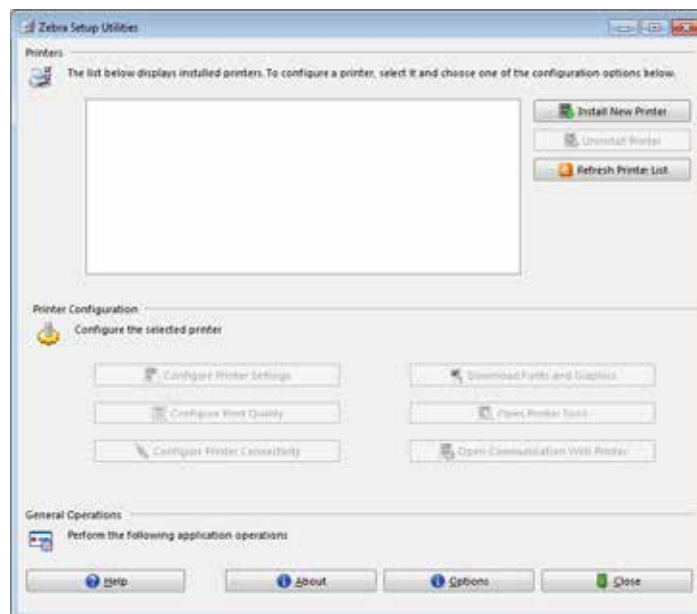 Zebra Setup Utilities
Printers
The list below displays installed printers. To configure a printer, select it and choose one of the configuration options below.
Install New Printer
Uninstall Printer
Refresh Printer List
Printer Configuration
Configure the selected printer
Configure Printer Settings
Download Fonts and Graphics
Configure Print Quality
Open Printer Tools
Configure Printer Connectivity
Open Communication With Printer
General Operations
Perform the following application operations
Help
About
Options
Close